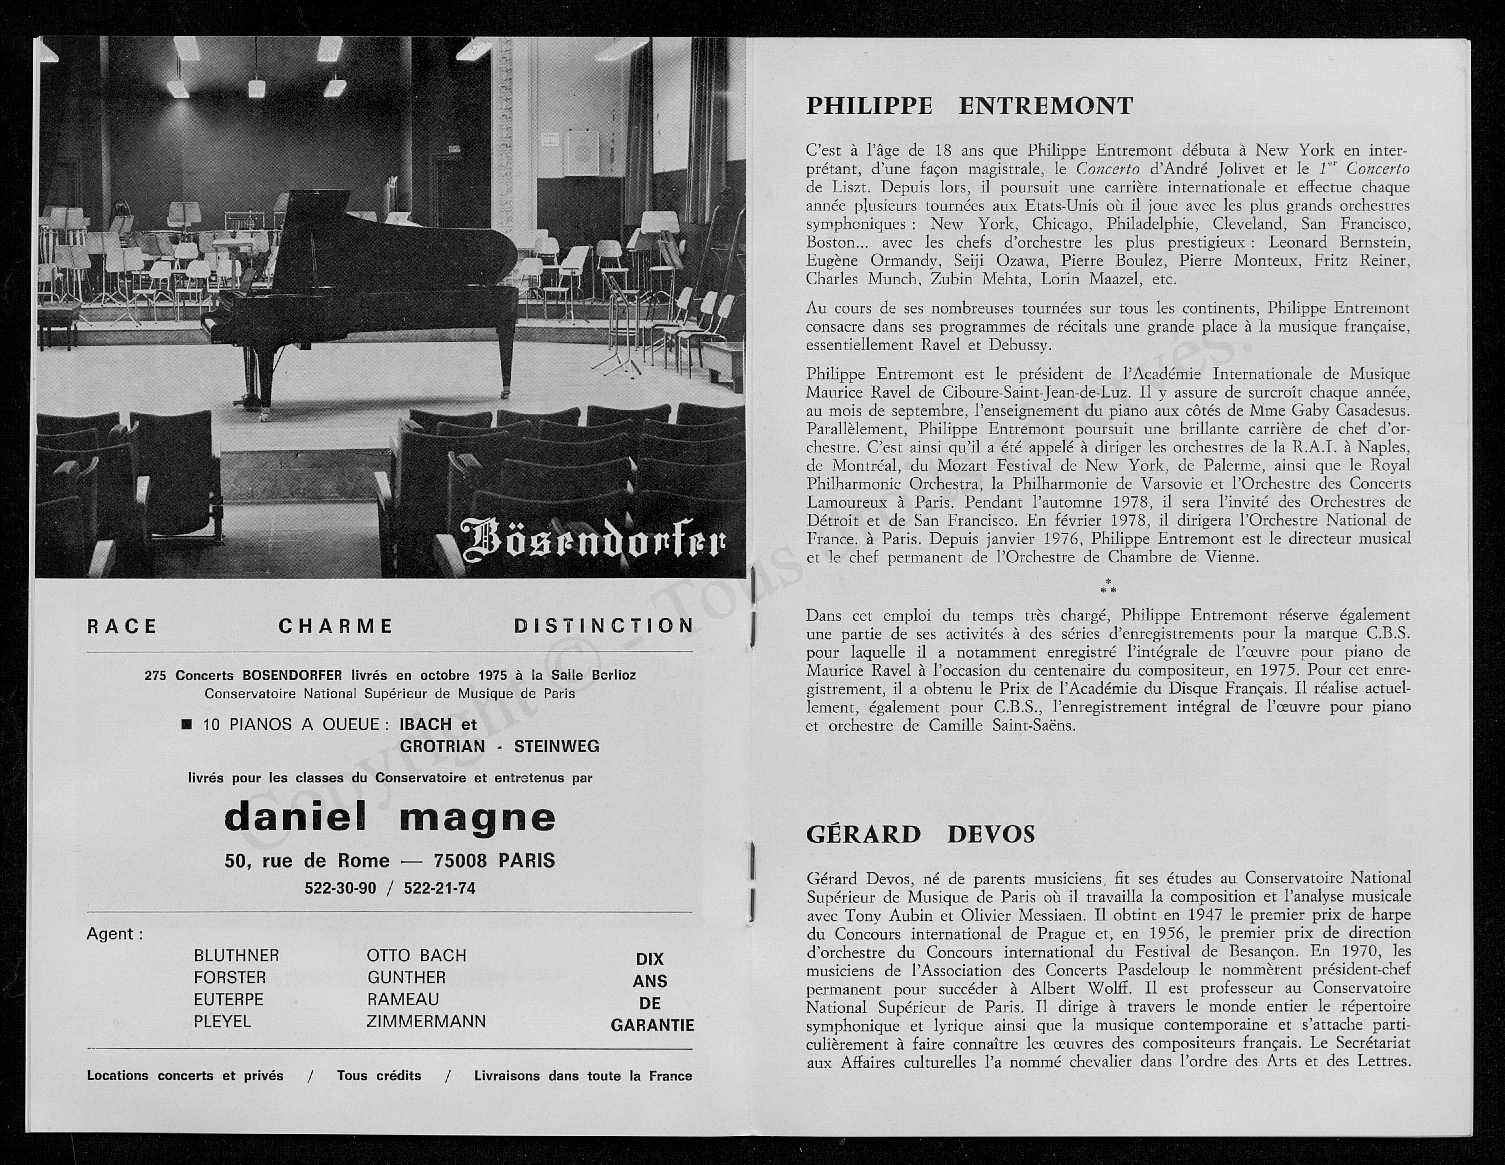 Bösendorfer
RACE CHARME DISTINCTION
275 Concerts BOSENDORFER livrés en octobre 1975 à la Salle Berlioz
Conservatoire National Supérieur de Musique de Paris
■ 10 PIANOS A QUEUE : IBACH et
GROTRIAN - STEINWEG
livrés pour les classes du Conservatoire et entretenus par
daniel magne
50, rue de Rome — 75008 PARIS
522-30-90 / 522-21-74
Agent :
BLUTHNER OTTO BACH DIX
FORSTER GUNTHER ANS
EUTERPE RAMEAU DE
PLEYEL ZIMMERMANN GARANTIE
Locations concerts et privés / Tous crédits / Livraisons dans toute la France
PHILIPPE ENTREMONT
C'est à l'âge de 18 ans que Philippe Entremont débuta à New York en inter-
prétant, d'une façon magistrale, le Concerto d'André Jolivet et le 1er Concerto
de Liszt. Depuis lors, il poursuit une carrière internationale et effectue chaque
année plusieurs tournées aux Etats-Unis où il joue avec les plus grands orchestres
symphoniques : New York, Chicago, Philadelphie, Cleveland, San Francisco,
Boston... avec les chefs d'orchestre les plus prestigieux : Leonard Bernstein,
Eugène Ormandy, Seiji Ozawa, Pierre Boulez, Pierre Monteux, Fritz Reiner,
Charles Munch, Zubin Mehta, Lorin Maazel, etc.
Au cours de ses nombreuses tournées sur tous les continents, Philippe Entremont
consacre dans ses programmes de récitals une grande place à la musique française,
essentiellement Ravel et Debussy.
Philippe Entremont est le président de l'Académie Internationale de Musique
Maurice Ravel de Ciboure-Saint-Jean-de-Luz. Il y assure de surcroît chaque année,
au mois de septembre, l'enseignement du piano aux côtés de Mme Gaby Casadesus.
Parallèlement, Philippe Entremont poursuit une brillante carrière de chef d'or-
chestre. C'est ainsi qu'il a été appelé à diriger les orchestres de la R.A.I. à Naples,
de Montréal, du Mozart Festival de New York, de Palerme, ainsi que le Royal
Philharmonic Orchestra, la Philharmonie de Varsovie et l'Orchestre des Concerts
Lamoureux à Paris. Pendant l'automne 1978, il sera l'invité des Orchestres de
Détroit et de San Francisco. En février 1978, il dirigera l'Orchestre National de
France, à Paris. Depuis janvier 1976, Philippe Entremont est le directeur musical
et le chef permanent de l'Orchestre de Chambre de Vienne.
*
* *
Dans cet emploi du temps très chargé, Philippe Entremont réserve également
une partie de ses activités à des séries d'enregistrements pour la marque C.B.S.
pour laquelle il a notamment enregistré l'intégrale de l'œuvre pour piano de
Maurice Ravel à l'occasion du centenaire du compositeur, en 1975. Pour cet enre-
gistrement, il a obtenu le Prix de l'Académie du Disque Français. Il réalise actuel-
lement, également pour C.B.S., l'enregistrement intégral de l'œuvre pour piano
et orchestre de Camille Saint-Saëns.
GÉRARD DEVOS
Gérard Devos, né de parents musiciens, fit ses études au Conservatoire National
Supérieur de Musique de Paris où il travailla la composition et l'analyse musicale
avec Tony Aubin et Olivier Messiaen. Il obtint en 1947 le premier prix de harpe
du Concours international de Prague et, en 1956, le premier prix de direction
d'orchestre du Concours international du Festival de Besançon. En 1970, les
musiciens de l'Association des Concerts Pasdeloup le nommèrent président-chef
permanent pour succéder à Albert Wolff. Il est professeur au Conservatoire
National Supérieur de Paris. Il dirige à travers le monde entier le répertoire
symphonique et lyrique ainsi que la musique contemporaine et s'attache parti-
culièrement à faire connaître les œuvres des compositeurs français. Le Secrétariat
aux Affaires culturelles l'a nommé chevalier dans l'ordre des Arts et des Lettres.
Copyright © - Tous droits réservés.